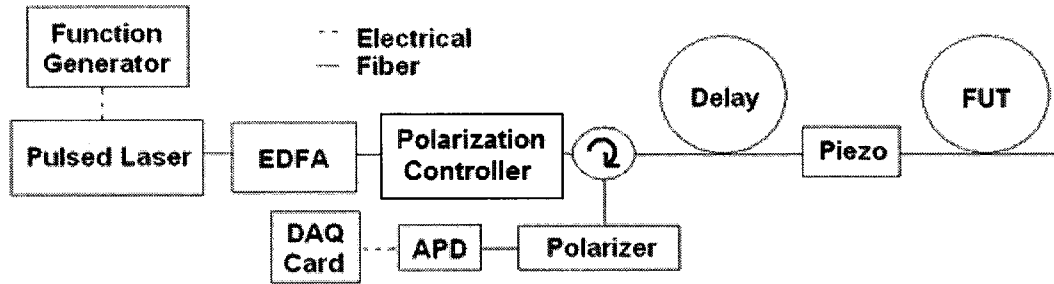 Function
Generator
-- Electrical
— Fiber
Delay
FUT
Pulsed Laser
EDFA
Polarization
Controller
Piezo
DAQ
Card
APD
Polarizer